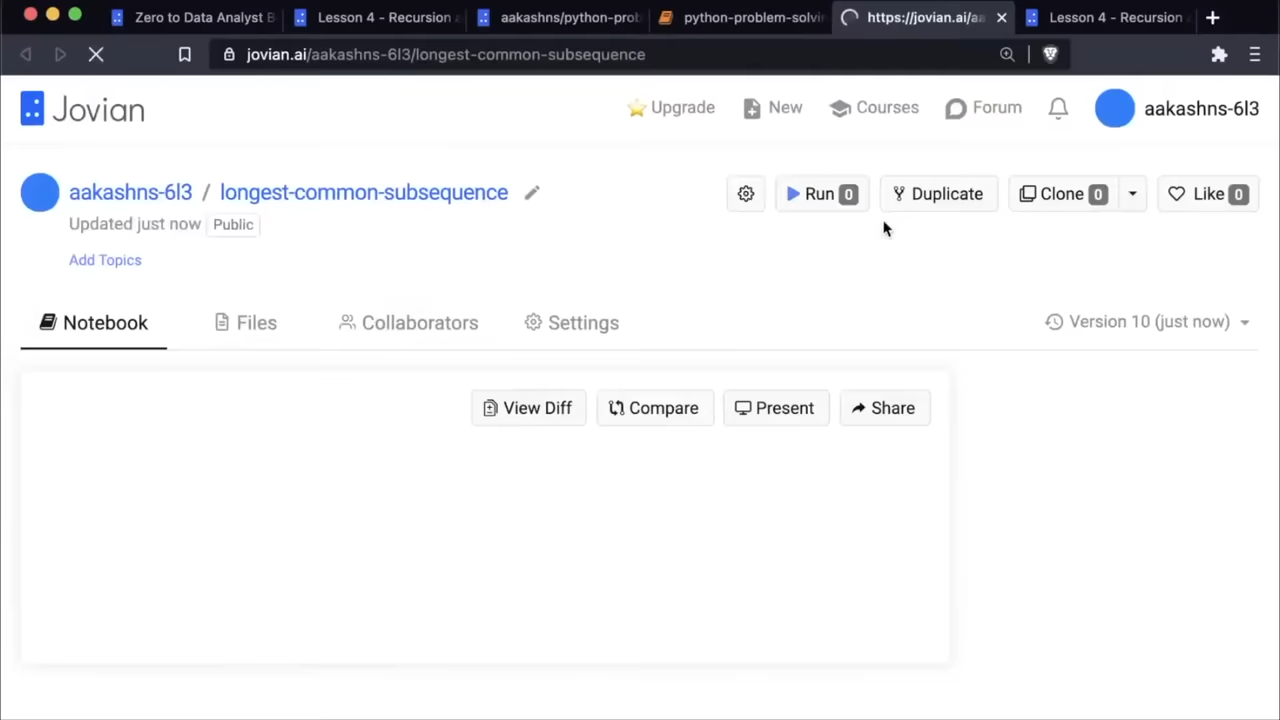 Zero to Data Analyst B
Lesson 4 - Recursion a
aakashns/python-prob
python-problem-solvin
https://jovian.ai/aa
Lesson 4 - Recursion
jovian.ai/aakashns-6l3/longest-common-subsequence
Jovian
Upgrade
New
Courses
Forum
aakashns-6l3
aakashns-6l3 / longest-common-subsequence
Run 0
Duplicate
Clone 0
Like 0
Updated just now Public
Add Topics
Notebook
Files
Collaborators
Settings
Version 10 (just now)
View Diff
Compare
Present
Share